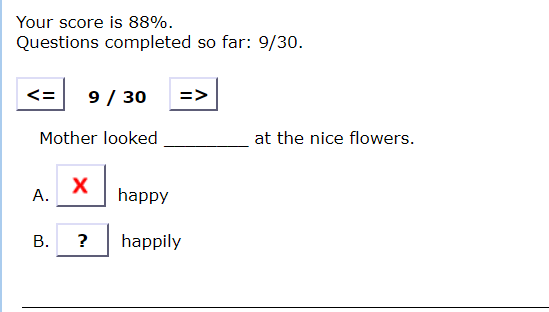 Your score is 88%.
Questions completed so far: 9/30.
<= 9 / 30 =>
Mother looked ________ at the nice flowers.
A. X happy
B. ? happily